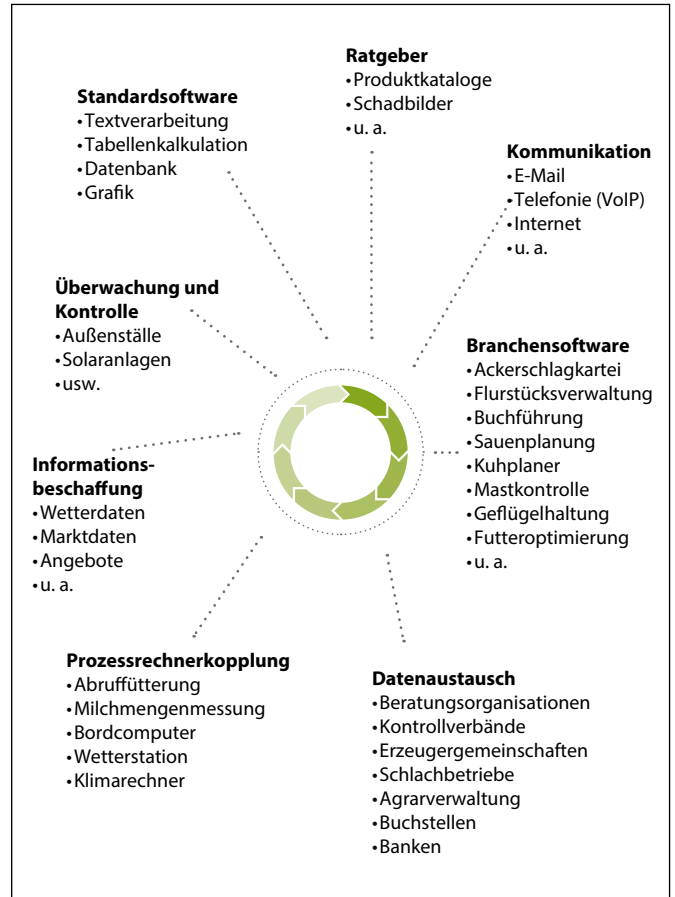 Ratgeber
•Produktkataloge
•Schadbilder
•u. a.
Standardsoftware
•Textverarbeitung
•Tabellenkalkulation
•Datenbank
•Grafik
Kommunikation
•E-Mail
•Telefonie (VoIP)
•Internet
•u. a.
Überwachung und
Kontrolle
•Außenställe
•Solaranlagen
•usw.
Branchensoftware
•Ackerschlagkartei
•Flurstücksverwaltung
•Buchführung
•Sauenplanung
•Kuhplaner
•Mastkontrolle
•Geflügelhaltung
•Futteroptimierung
•u. a.
Informations-
beschaffung
•Wetterdaten
•Marktdaten
•Angebote
•u. a.
Prozessrechnerkopplung
•Abruffütterung
•Milchmengenmessung
•Bordcomputer
•Wetterstation
•Klimarechner
Datenaustausch
•Beratungsorganisationen
•Kontrollverbände
•Erzeugergemeinschaften
•Schlachbetriebe
•Agrarverwaltung
•Buchstellen
•Banken